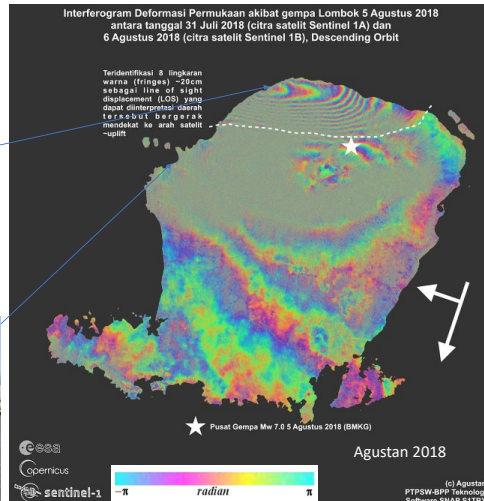 Interferogram Deformasi Permukaan akibat gempa Lombok 5 Agustus 2018
antara tanggal 31 Juli 2018 (citra satelit Sentinel 1A) dan
6 Agustus 2018 (citra satelit Sentinel 1B), Descending Orbit
Teridentifikasi 8 lingkaran
warna (fringes) ~20cm
sebagai line of sight
displacement (LOS) yang
dapat diinterpretasi daerah
tersebut bergerak
mendekat ke arah satelit
~uplift
Pusat Gempa Mw 7.0 5 Agustus 2018 (BMKG)
Agustan 2018
esa
opernicus
sentinel-1
−π radian π
(c) Agustan
PTPSW-BPP Teknolog